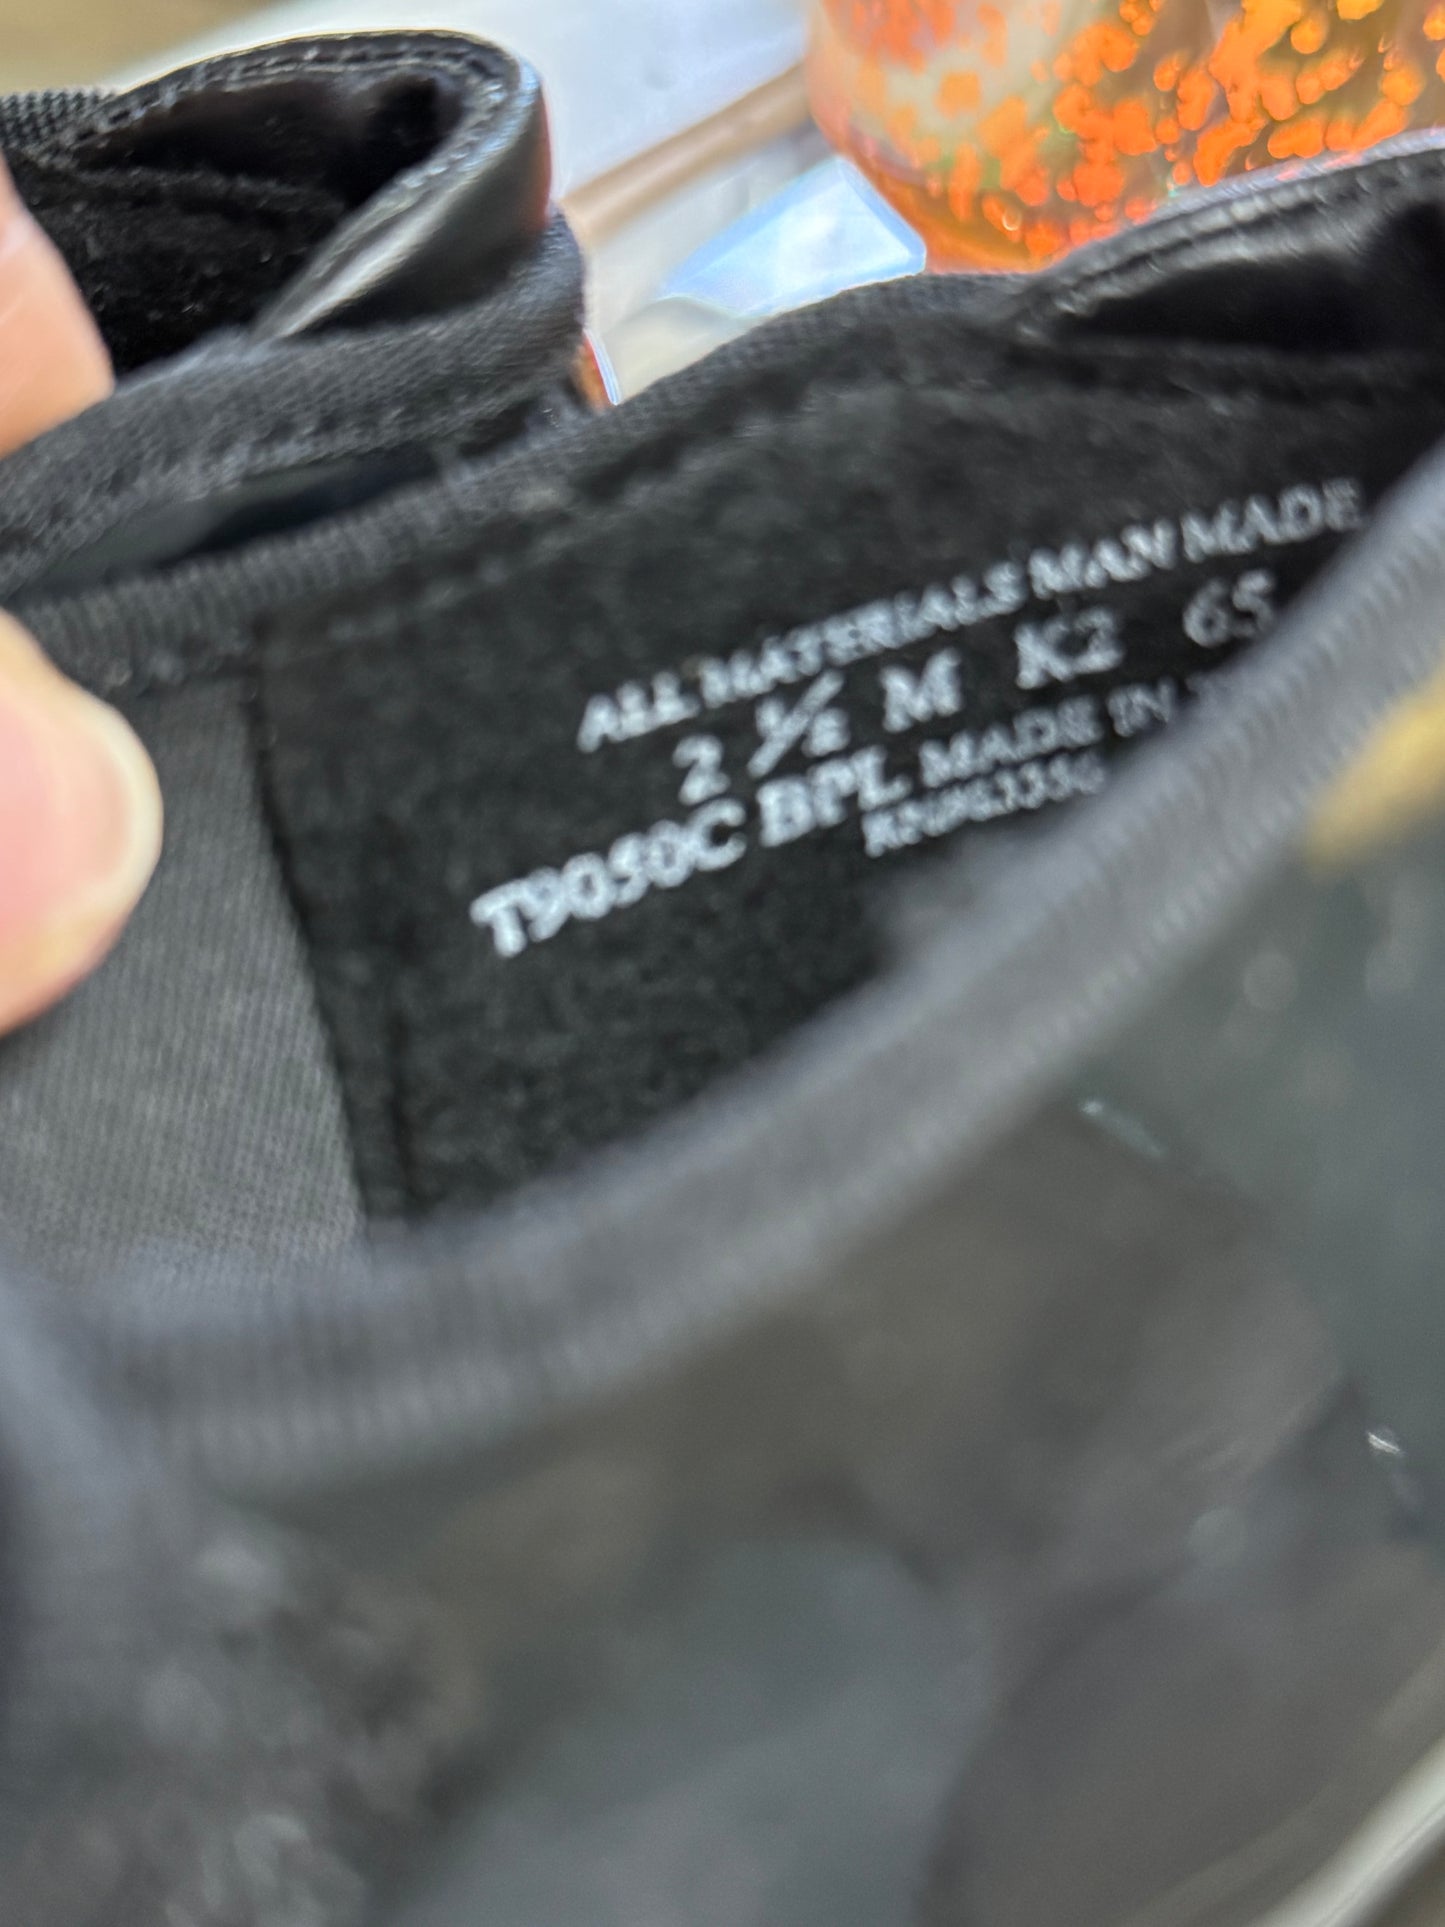 ALL MATERIALS MAN MADE
2 1/2 M K2 65
T9050C BPL MADE IN